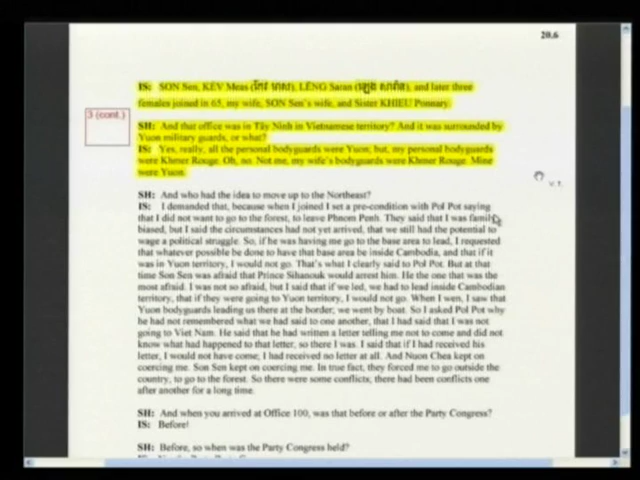 20.6
IS: SON Sen, KEV Meas (កែវ មាស), LENG Saran (ឡេង សារ៉ាន), and later three
females joined in 65, my wife, SON Sen's wife, and Sister KHIEU Ponnary.
3 (cont.)
SH: And that office was in Tây Ninh in Vietnamese territory? And it was surrounded by
Yuon military guards, or what?
IS: Yes, really, all the personal bodyguards were Yuon; but, my personal bodyguards
were Khmer Rouge. Oh, no. Not me, my wife's bodyguards were Khmer Rouge. Mine
were Yuon.
V.T.
SH: And who had the idea to move up to the Northeast?
IS: I demanded that, because when I joined I set a pre-condition with Pol Pot saying
that I did not want to go to the forest, to leave Phnom Penh. They said that I was family
biased, but I said the circumstances had not yet arrived, that we still had the potential to
wage a political struggle. So, if he was having me go to the base area to lead, I requested
that whatever possible be done to have that base area be inside Cambodia, and that if it
was in Yuon territory, I would not go. That's what I clearly said to Pol Pot. But at that
time Son Sen was afraid that Prince Sihanouk would arrest him. He the one that was the
most afraid. I was not so afraid, but I said that if we led, we had to lead inside Cambodian
territory, that if they were going to Yuon territory, I would not go. When I wen, I saw that
Yuon bodyguards leading us there at the border; we went by boat. So I asked Pol Pot why
he had not remembered what we had said to one another, that I had said that I was not
going to Viet Nam. He said that he had written a letter telling me not to come and did not
know what had happened to that letter, so there I was. I said that if I had received his
letter, I would not have come; I had received no letter at all. And Nuon Chea kept on
coercing me. Son Sen kept on coercing me. In true fact, they forced me to go outside the
country, to go to the forest. So there were some conflicts; there had been conflicts one
after another for a long time.
SH: And when you arrived at Office 100, was that before or after the Party Congress?
IS: Before!
SH: Before, so when was the Party Congress held?